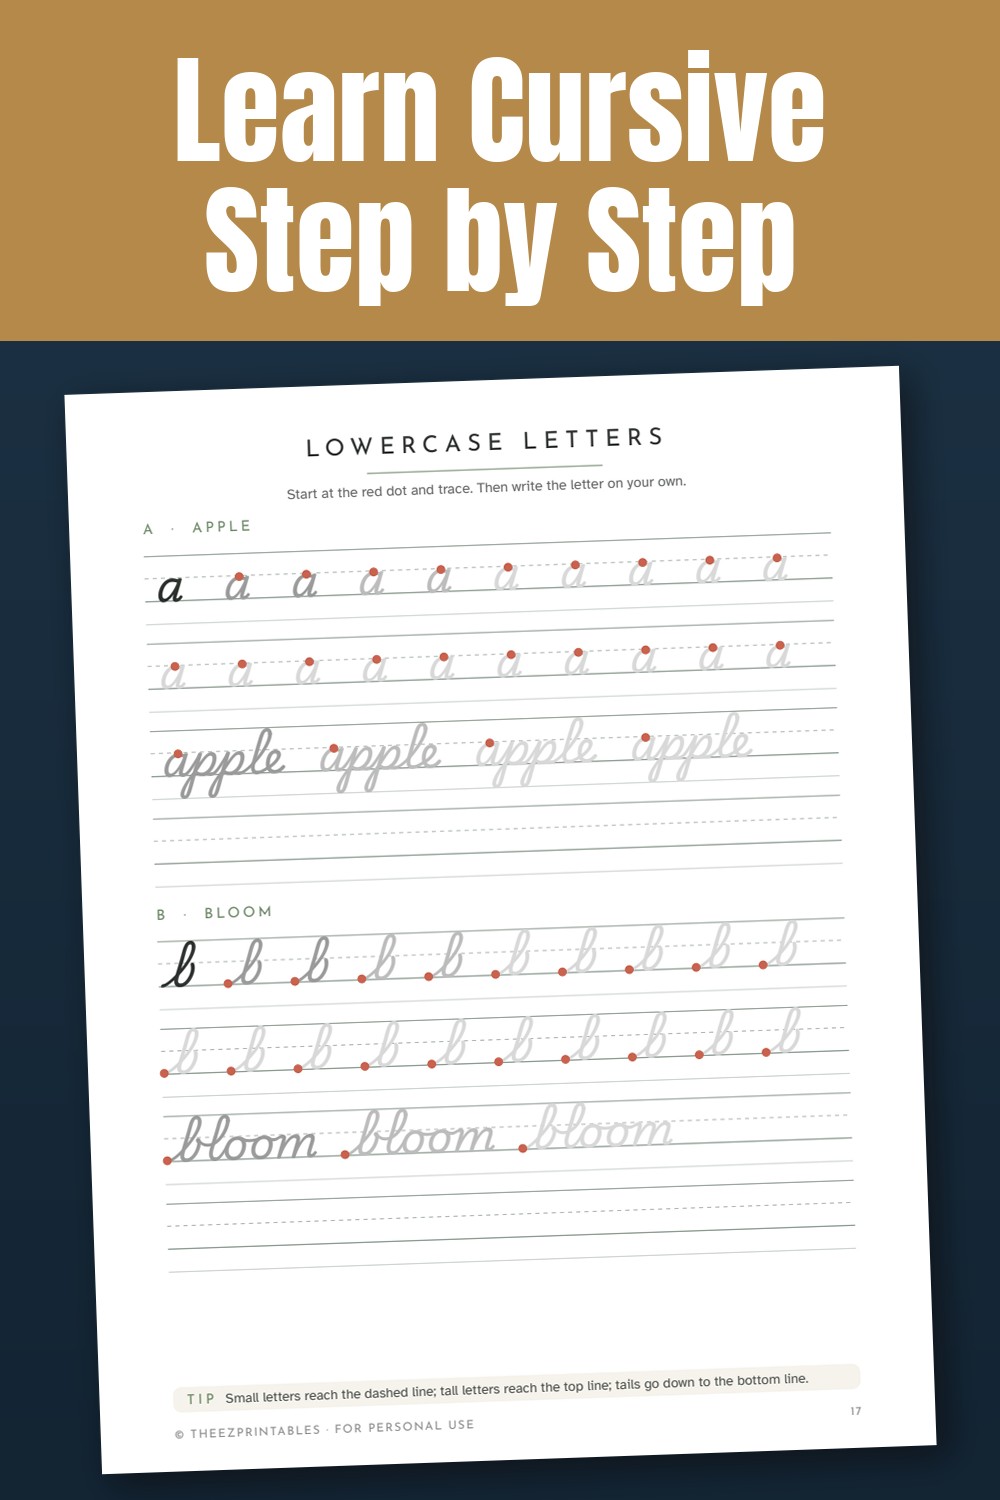 Learn Cursive
Step by Step
LOWERCASE LETTERS
Start at the red dot and trace. Then write the letter on your own.
A · APPLE
a a a a a a a a a a
a a a a a a a a a a
apple apple apple apple
B · BLOOM
b b b b b b b b b b
b b b b b b b b b b
bloom bloom bloom
TIP Small letters reach the dashed line; tall letters reach the top line; tails go down to the bottom line.
17
© THEEZPRINTABLES · FOR PERSONAL USE